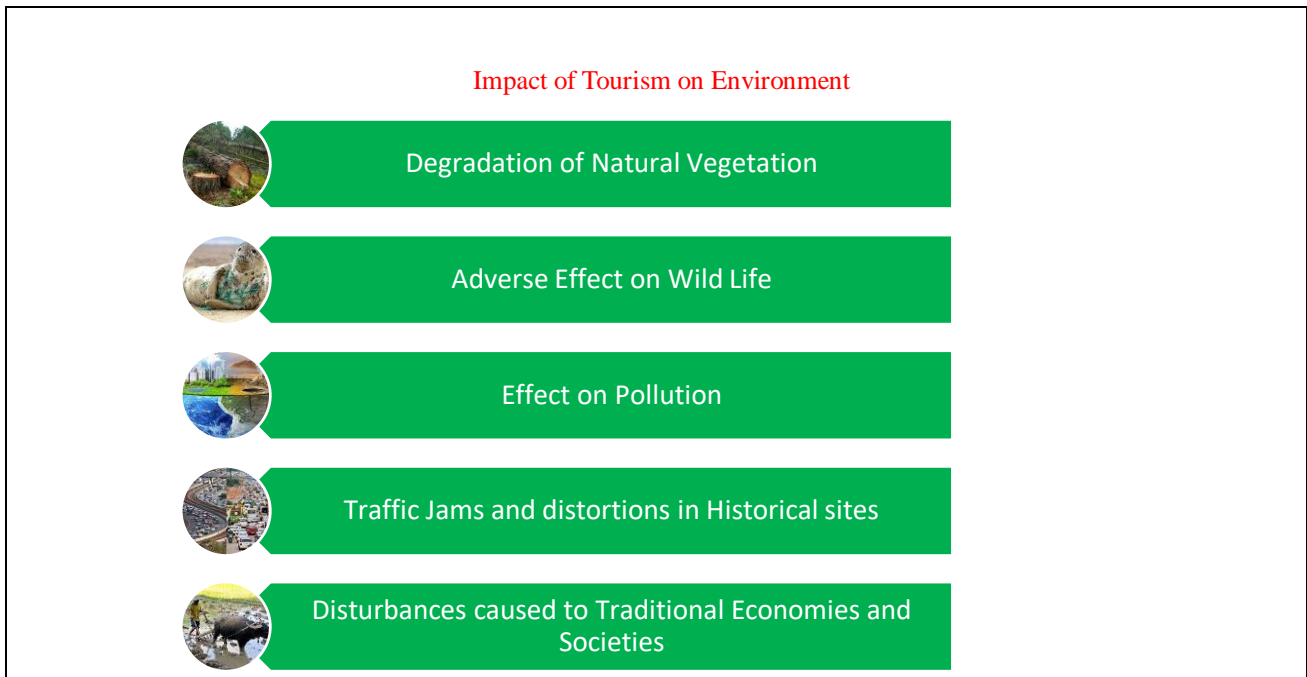 Impact of Tourism on Environment
Degradation of Natural Vegetation
Adverse Effect on Wild Life
Effect on Pollution
Traffic Jams and distortions in Historical sites
Disturbances caused to Traditional Economies and
Societies